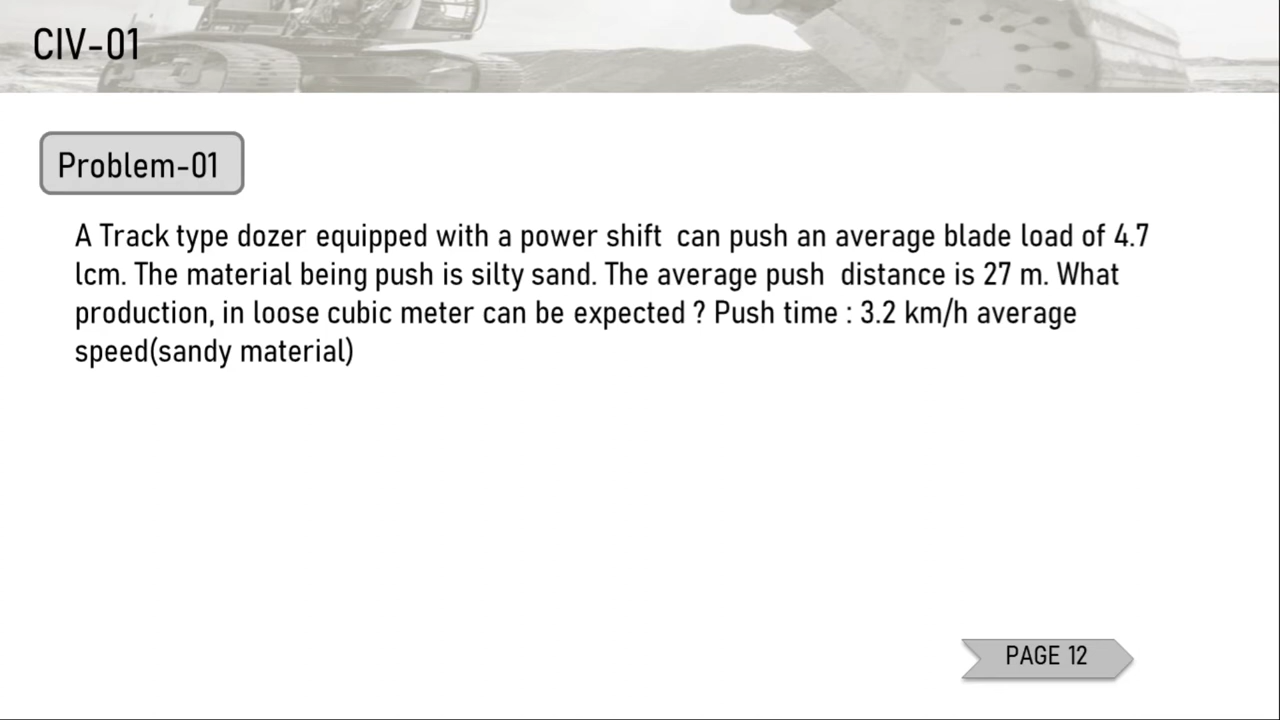 CIV-01
Problem-01
A Track type dozer equipped with a power shift  can push an average blade load of 4.7
lcm. The material being push is silty sand. The average push  distance is 27 m. What
production, in loose cubic meter can be expected ? Push time : 3.2 km/h average
speed(sandy material)
PAGE 12